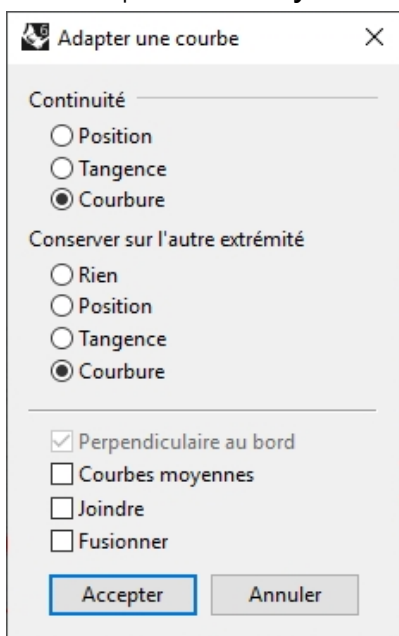 Adapter une courbe
Continuité
Position
Tangence
Courbure
Conserver sur l'autre extrémité
Rien
Position
Tangence
Courbure
Perpendiculaire au bord
Courbes moyennes
Joindre
Fusionner
Accepter Annuler